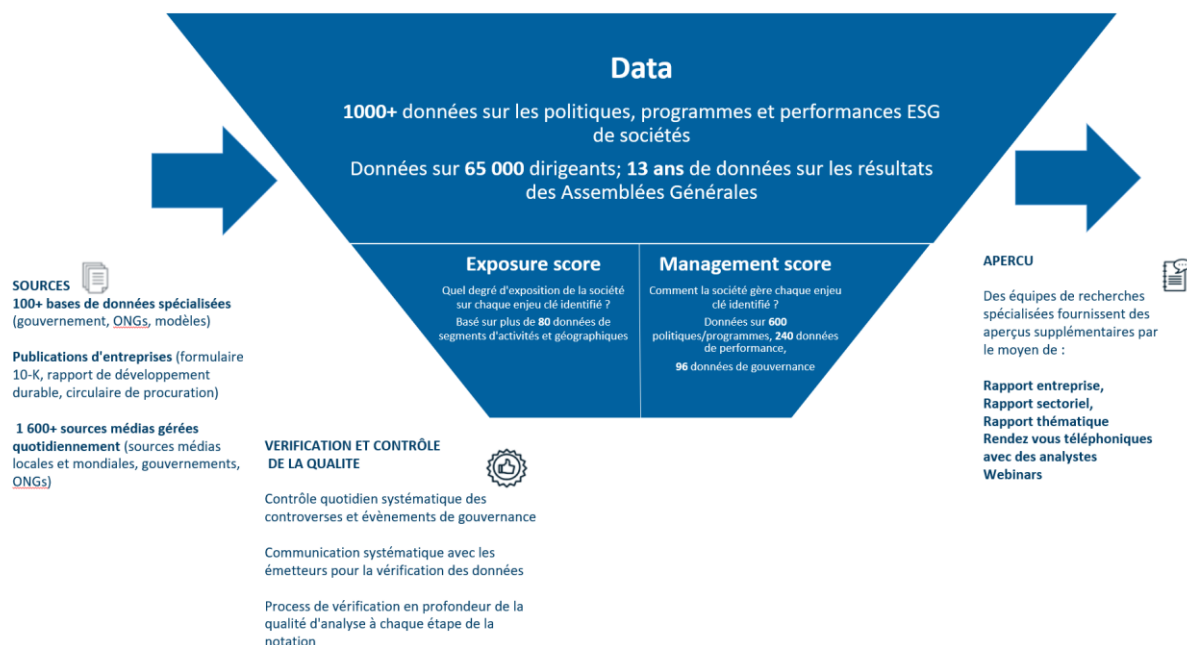 Data
1000+ données sur les politiques, programmes et performances ESG
de sociétés
Données sur 65 000 dirigeants; 13 ans de données sur les résultats
des Assemblées Générales
Exposure score
Quel degré d'exposition de la société
sur chaque enjeu clé identifié ?
Basé sur plus de 80 données de
segments d'activités et géographiques
Management score
Comment la société gère chaque enjeu
clé identifié ?
Données sur 600
politiques/programmes, 240 données
de performance,
96 données de gouvernance
SOURCES
100+ bases de données spécialisées
(gouvernement, ONGs, modèles)
Publications d'entreprises (formulaire
10-K, rapport de développement
durable, circulaire de procuration)
1 600+ sources médias gérées
quotidiennement (sources médias
locales et mondiales, gouvernements,
ONGs)
VERIFICATION ET CONTRÔLE
DE LA QUALITE
Contrôle quotidien systématique des
controverses et évènements de gouvernance
Communication systématique avec les
émetteurs pour la vérification des données
Process de vérification en profondeur de la
qualité d'analyse à chaque étape de la
notation
APERCU
Des équipes de recherches
spécialisées fournissent des
aperçus supplémentaires par
le moyen de :
Rapport entreprise,
Rapport sectoriel,
Rapport thématique
Rendez vous téléphoniques
avec des analystes
Webinars